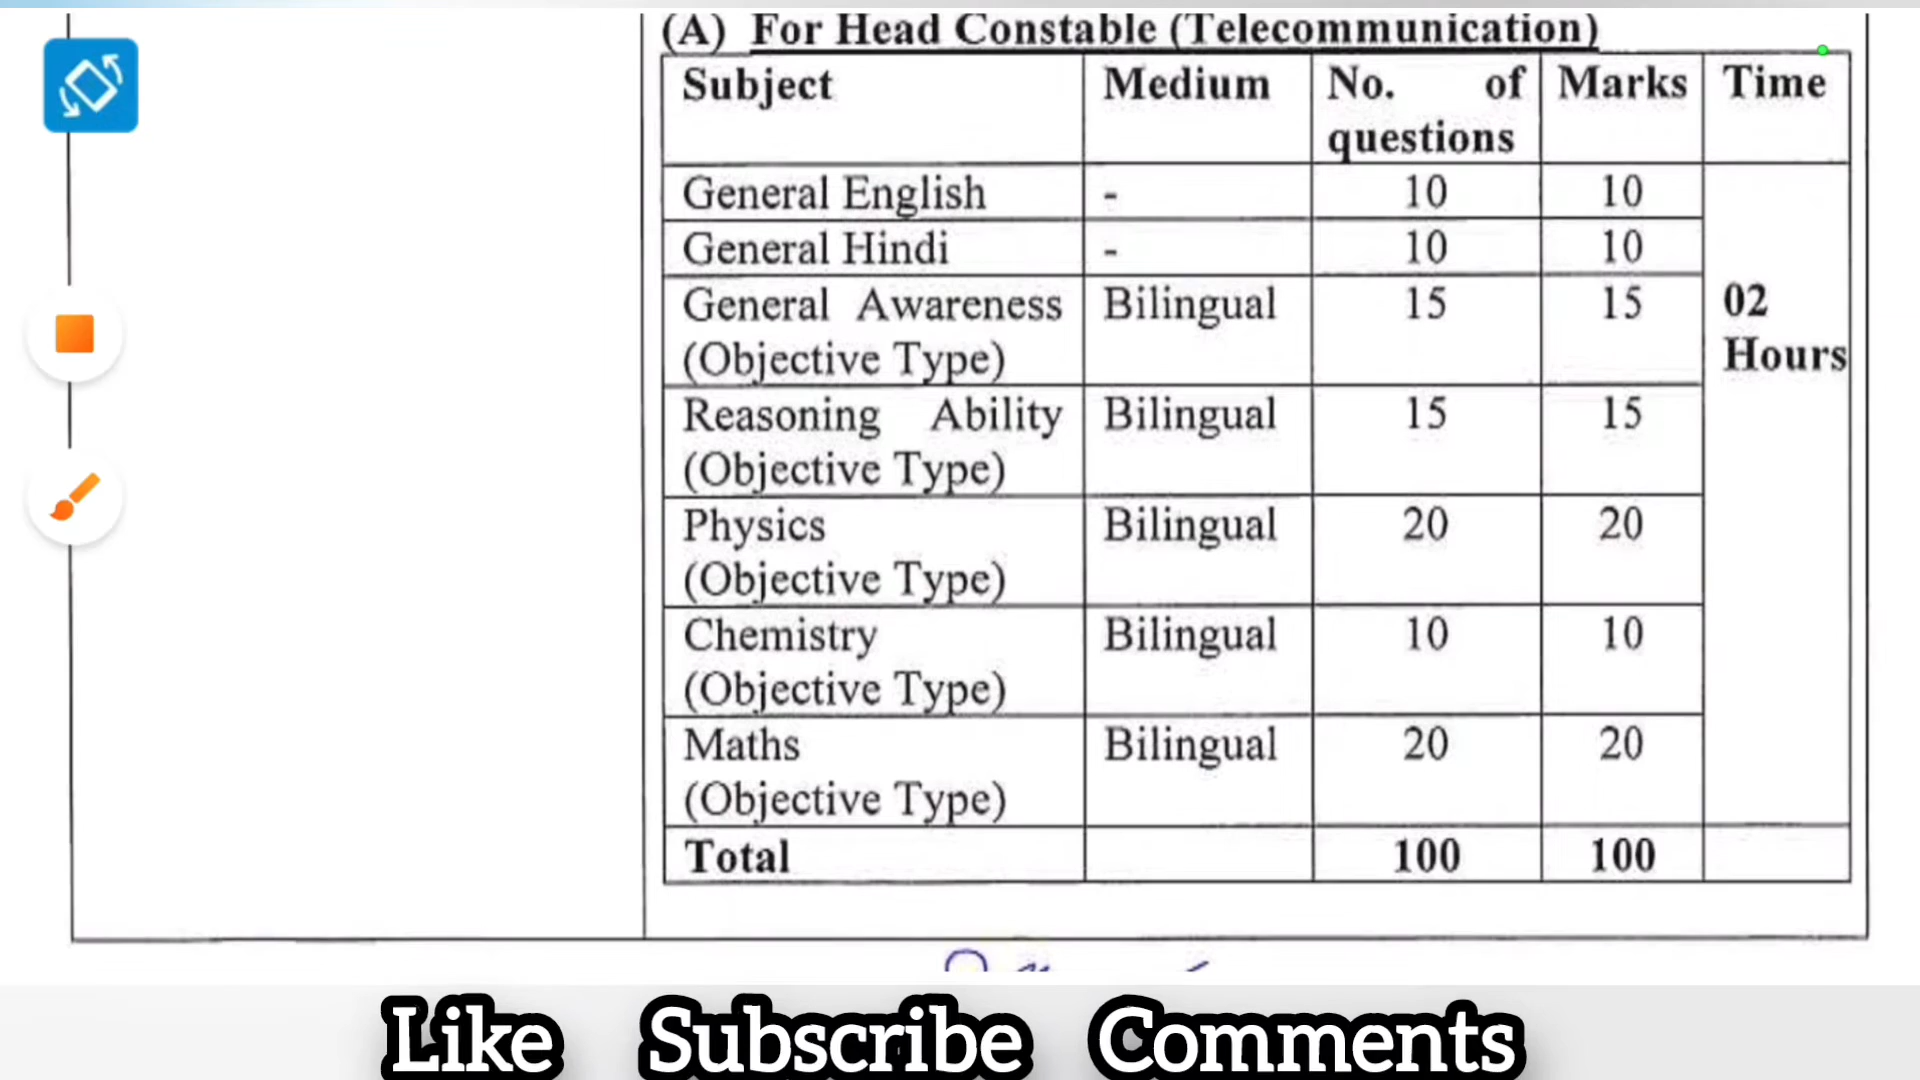 (A) For Head Constable (Telecommunication)
Subject Medium No. of questions Marks Time
General English - 10 10
General Hindi - 10 10
General Awareness (Objective Type) Bilingual 15 15 02 Hours
Reasoning Ability (Objective Type) Bilingual 15 15
Physics (Objective Type) Bilingual 20 20
Chemistry (Objective Type) Bilingual 10 10
Maths (Objective Type) Bilingual 20 20
Total 100 100
Like Subscribe Comments